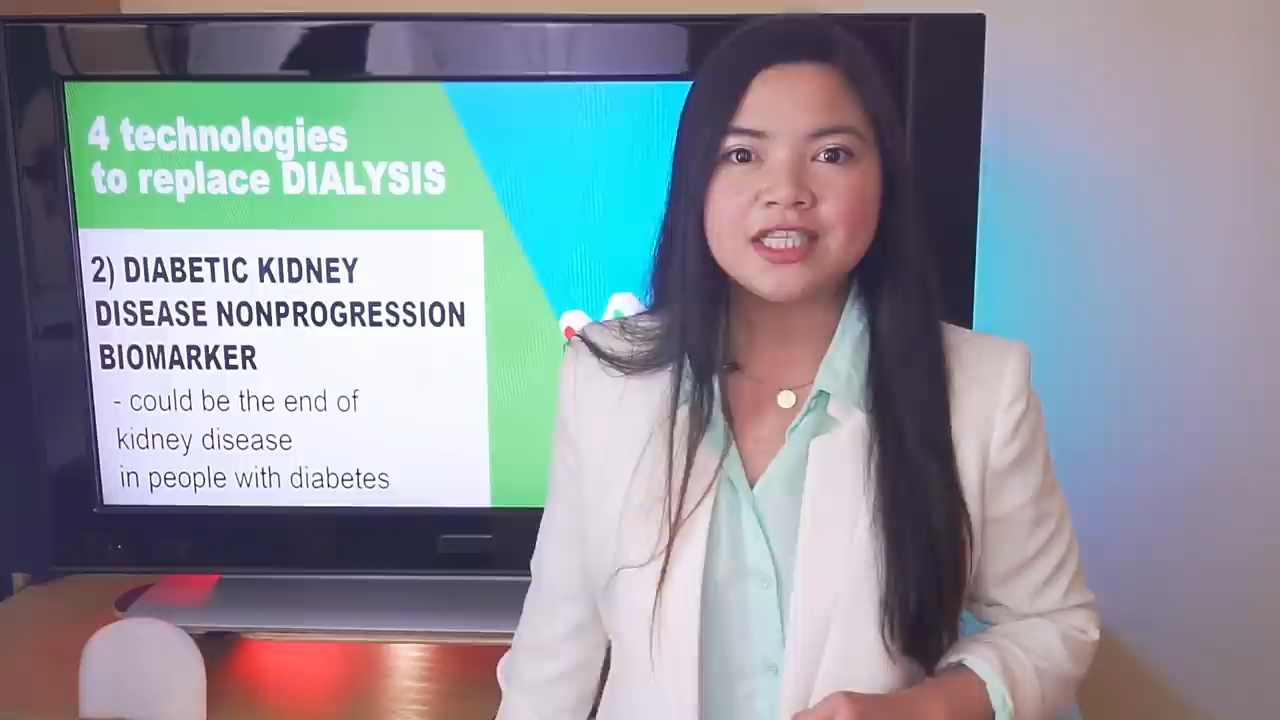 4 technologies
to replace DIALYSIS
2) DIABETIC KIDNEY
DISEASE NONPROGRESSION
BIOMARKER
- could be the end of
kidney disease
in people with diabetes